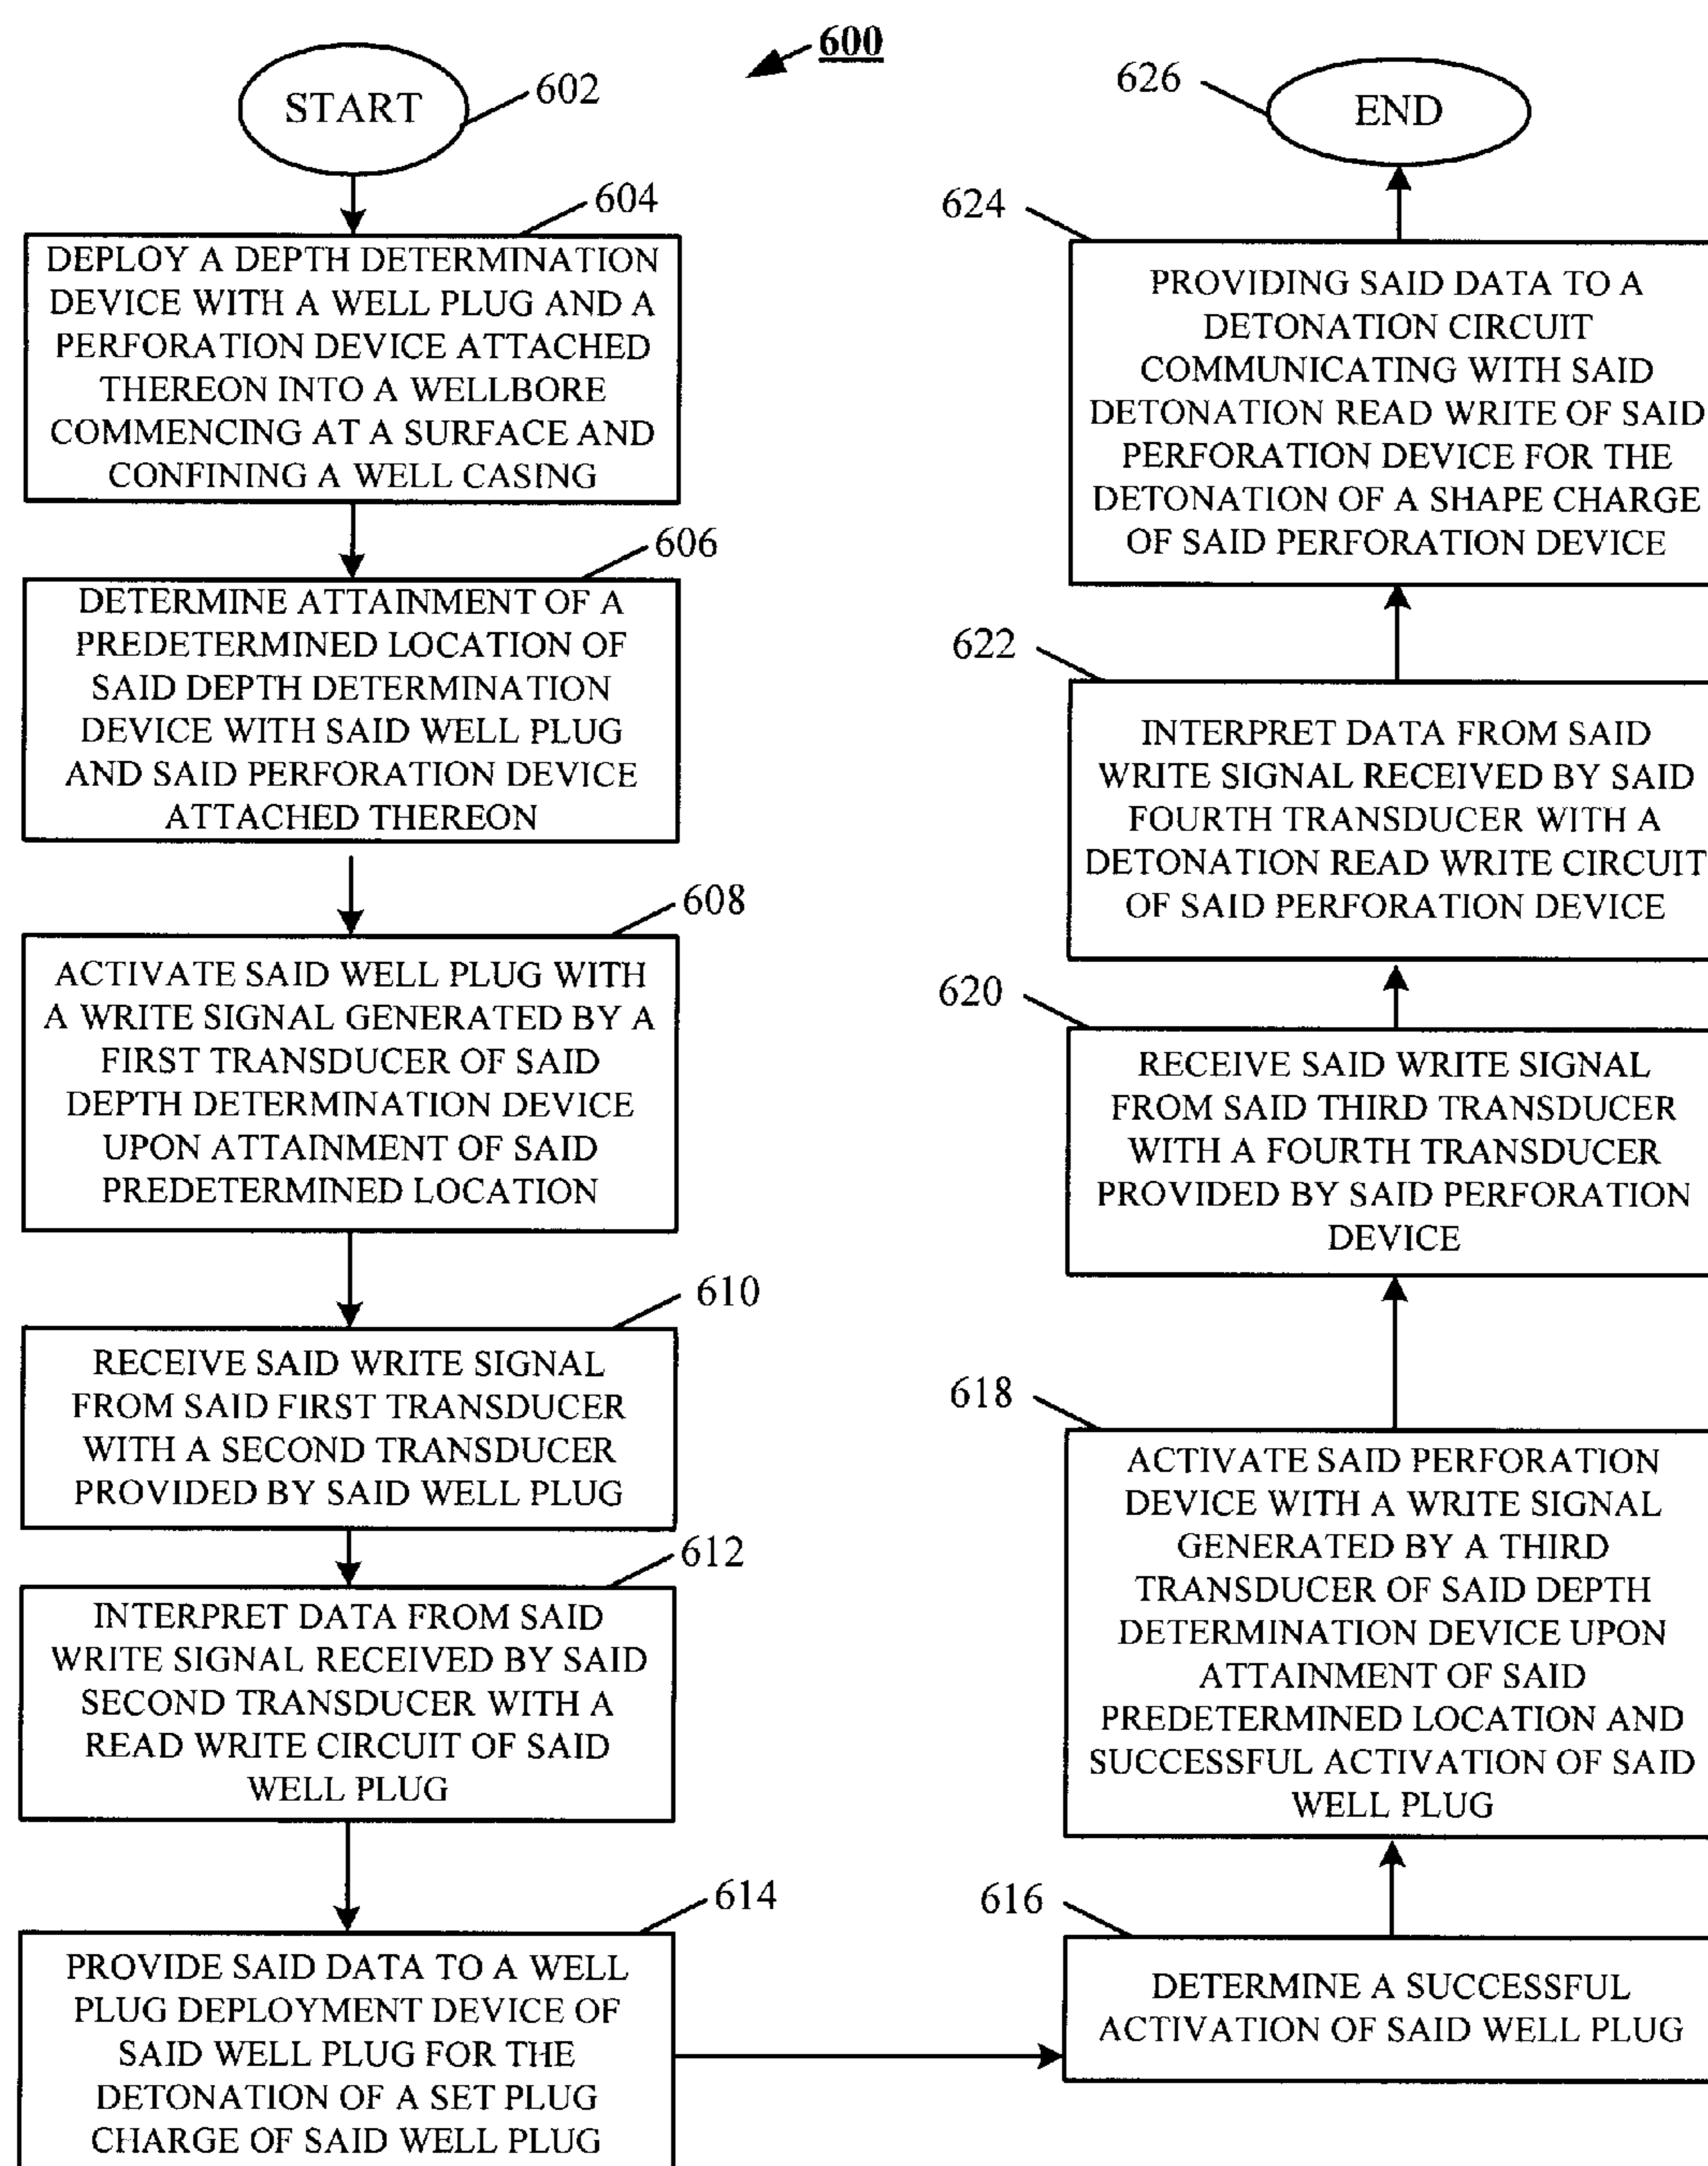 600
START
602
604
DEPLOY A DEPTH DETERMINATION
DEVICE WITH A WELL PLUG AND A
PERFORATION DEVICE ATTACHED
THEREON INTO A WELLBORE
COMMENCING AT A SURFACE AND
CONFINING A WELL CASING
606
DETERMINE ATTAINMENT OF A
PREDETERMINED LOCATION OF
SAID DEPTH DETERMINATION
DEVICE WITH SAID WELL PLUG
AND SAID PERFORATION DEVICE
ATTACHED THEREON
608
ACTIVATE SAID WELL PLUG WITH
A WRITE SIGNAL GENERATED BY A
FIRST TRANSDUCER OF SAID
DEPTH DETERMINATION DEVICE
UPON ATTAINMENT OF SAID
PREDETERMINED LOCATION
610
RECEIVE SAID WRITE SIGNAL
FROM SAID FIRST TRANSDUCER
WITH A SECOND TRANSDUCER
PROVIDED BY SAID WELL PLUG
612
INTERPRET DATA FROM SAID
WRITE SIGNAL RECEIVED BY SAID
SECOND TRANSDUCER WITH A
READ WRITE CIRCUIT OF SAID
WELL PLUG
614
PROVIDE SAID DATA TO A WELL
PLUG DEPLOYMENT DEVICE OF
SAID WELL PLUG FOR THE
DETONATION OF A SET PLUG
CHARGE OF SAID WELL PLUG
616
DETERMINE A SUCCESSFUL
ACTIVATION OF SAID WELL PLUG
618
ACTIVATE SAID PERFORATION
DEVICE WITH A WRITE SIGNAL
GENERATED BY A THIRD
TRANSDUCER OF SAID DEPTH
DETERMINATION DEVICE UPON
ATTAINMENT OF SAID
PREDETERMINED LOCATION AND
SUCCESSFUL ACTIVATION OF SAID
WELL PLUG
620
RECEIVE SAID WRITE SIGNAL
FROM SAID THIRD TRANSDUCER
WITH A FOURTH TRANSDUCER
PROVIDED BY SAID PERFORATION
DEVICE
622
INTERPRET DATA FROM SAID
WRITE SIGNAL RECEIVED BY SAID
FOURTH TRANSDUCER WITH A
DETONATION READ WRITE CIRCUIT
OF SAID PERFORATION DEVICE
624
PROVIDING SAID DATA TO A
DETONATION CIRCUIT
COMMUNICATING WITH SAID
DETONATION READ WRITE OF SAID
PERFORATION DEVICE FOR THE
DETONATION OF A SHAPE CHARGE
OF SAID PERFORATION DEVICE
626
END